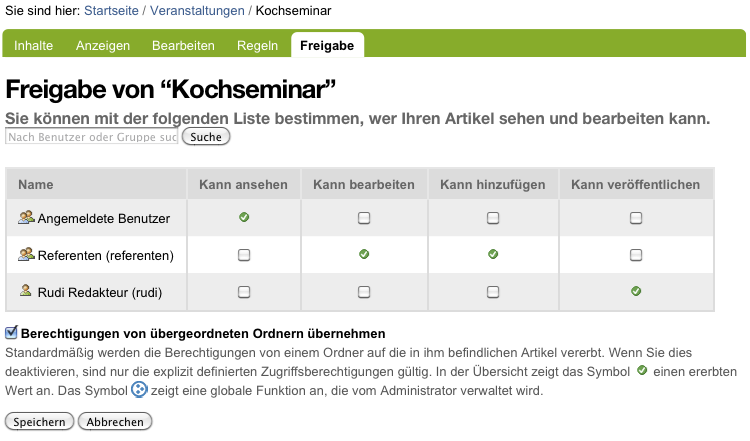 Sie sind hier: Startseite / Veranstaltungen / Kochseminar
Inhalte Anzeigen Bearbeiten Regeln Freigabe
Freigabe von “Kochseminar”
Sie können mit der folgenden Liste bestimmen, wer Ihren Artikel sehen und bearbeiten kann.
Nach Benutzer oder Gruppe suc Suche
Name Kann ansehen Kann bearbeiten Kann hinzufügen Kann veröffentlichen
Angemeldete Benutzer
Referenten (referenten)
Rudi Redakteur (rudi)
Berechtigungen von übergeordneten Ordnern übernehmen
Standardmäßig werden die Berechtigungen von einem Ordner auf die in ihm befindlichen Artikel vererbt. Wenn Sie dies
deaktivieren, sind nur die explizit definierten Zugriffsberechtigungen gültig. In der Übersicht zeigt das Symbol einen ererbten
Wert an. Das Symbol zeigt eine globale Funktion an, die vom Administrator verwaltet wird.
Speichern Abbrechen